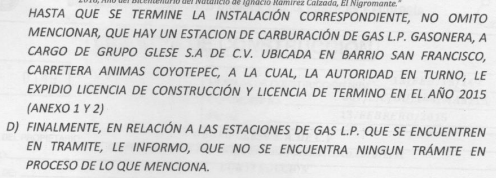 2018, Año del Bicentenario del Natalicio de Ignacio Ramírez Calzada, El Nigromante."
HASTA QUE SE TERMINE LA INSTALACIÓN CORRESPONDIENTE, NO OMITO
MENCIONAR, QUE HAY UN ESTACION DE CARBURACIÓN DE GAS L.P. GASONERA, A
CARGO DE GRUPO GLESE S.A DE C.V. UBICADA EN BARRIO SAN FRANCISCO,
CARRETERA ANIMAS COYOTEPEC, A LA CUAL, LA AUTORIDAD EN TURNO, LE
EXPIDIO LICENCIA DE CONSTRUCCIÓN Y LICENCIA DE TERMINO EN EL AÑO 2015
(ANEXO 1 Y 2)
D) FINALMENTE, EN RELACIÓN A LAS ESTACIONES DE GAS L.P. QUE SE ENCUENTREN
EN TRAMITE, LE INFORMO, QUE NO SE ENCUENTRA NINGUN TRÁMITE EN
PROCESO DE LO QUE MENCIONA.